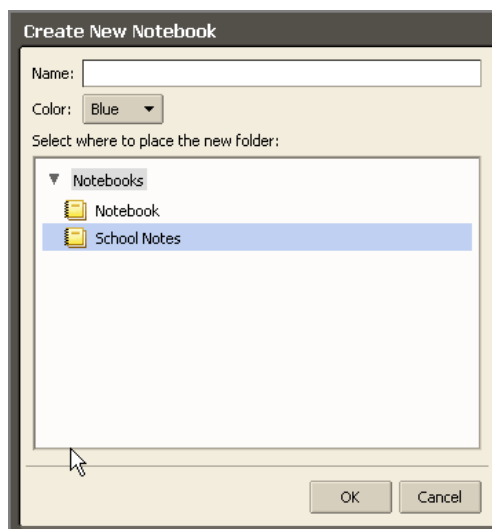 Create New Notebook
Name:
Color: Blue
Select where to place the new folder:
Notebooks
Notebook
School Notes
OK Cancel